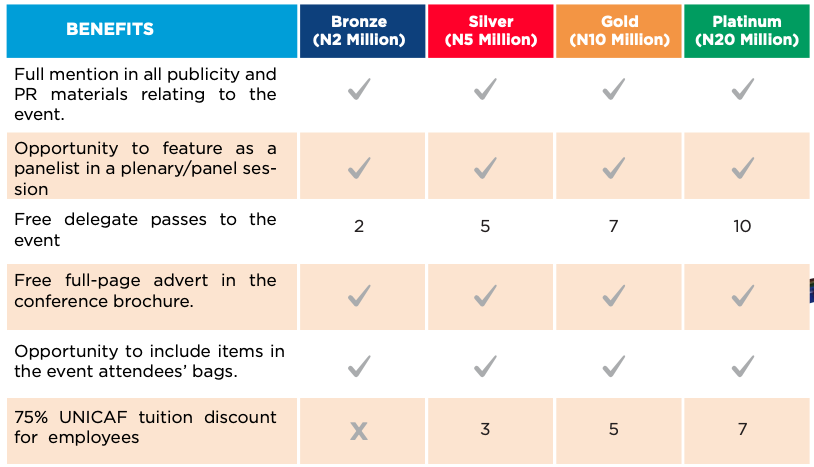 BENEFITS
Bronze
(N2 Million)
Silver
(N5 Million)
Gold
(N10 Million)
Platinum
(N20 Million)
Full mention in all publicity and
PR materials relating to the
event.
Opportunity to feature as a
panelist in a plenary/panel ses-
sion
Free delegate passes to the
event
2
5
7
10
Free full-page advert in the
conference brochure.
Opportunity to include items in
the event attendees’ bags.
75% UNICAF tuition discount
for employees
X
3
5
7